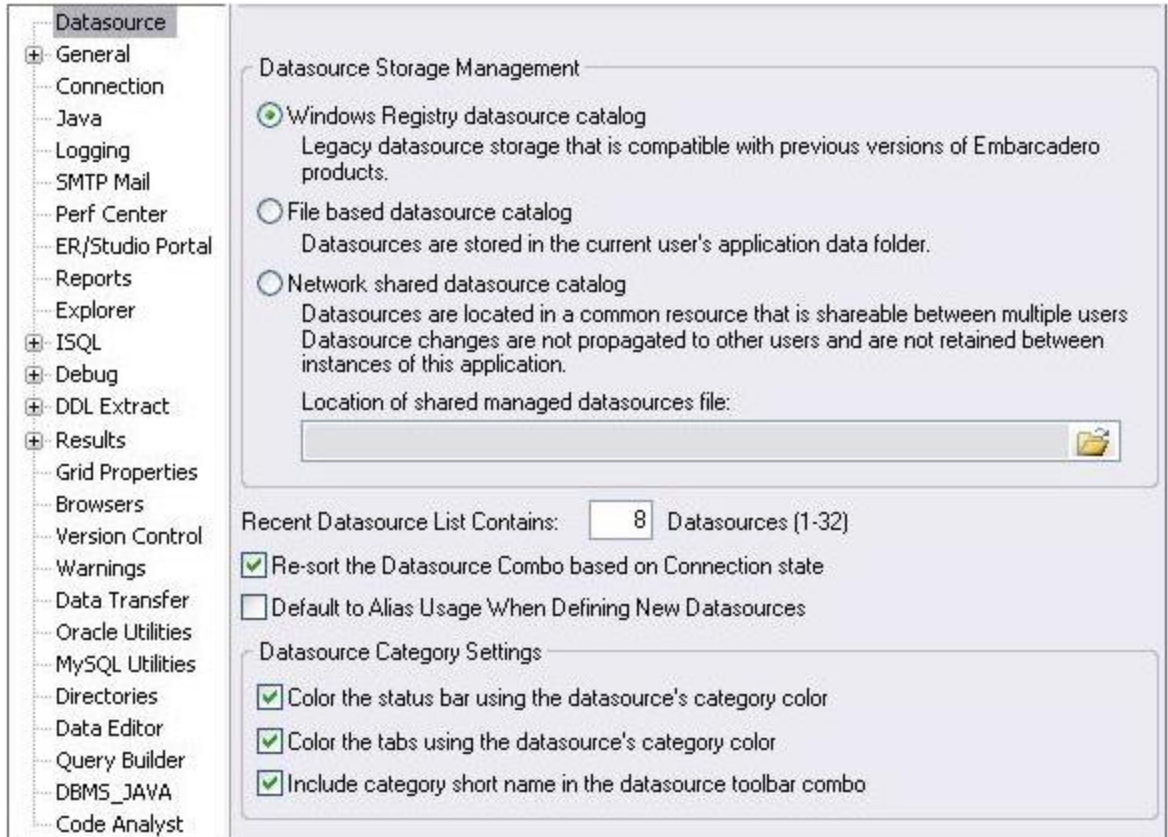 Datasource
General
Connection
Java
Logging
SMTP Mail
Perf Center
ER/Studio Portal
Reports
Explorer
ISQL
Debug
DDL Extract
Results
Grid Properties
Browsers
Version Control
Warnings
Data Transfer
Oracle Utilities
MySQL Utilities
Directories
Data Editor
Query Builder
DBMS_JAVA
Code Analyst
Datasource Storage Management
Windows Registry datasource catalog
Legacy datasource storage that is compatible with previous versions of Embarcadero
products.
File based datasource catalog
Datasources are stored in the current user's application data folder.
Network shared datasource catalog
Datasources are located in a common resource that is shareable between multiple users
Datasource changes are not propagated to other users and are not retained between
instances of this application.
Location of shared managed datasources file:
Recent Datasource List Contains: 8 Datasources (1-32)
Re-sort the Datasource Combo based on Connection state
Default to Alias Usage When Defining New Datasources
Datasource Category Settings
Color the status bar using the datasource's category color
Color the tabs using the datasource's category color
Include category short name in the datasource toolbar combo